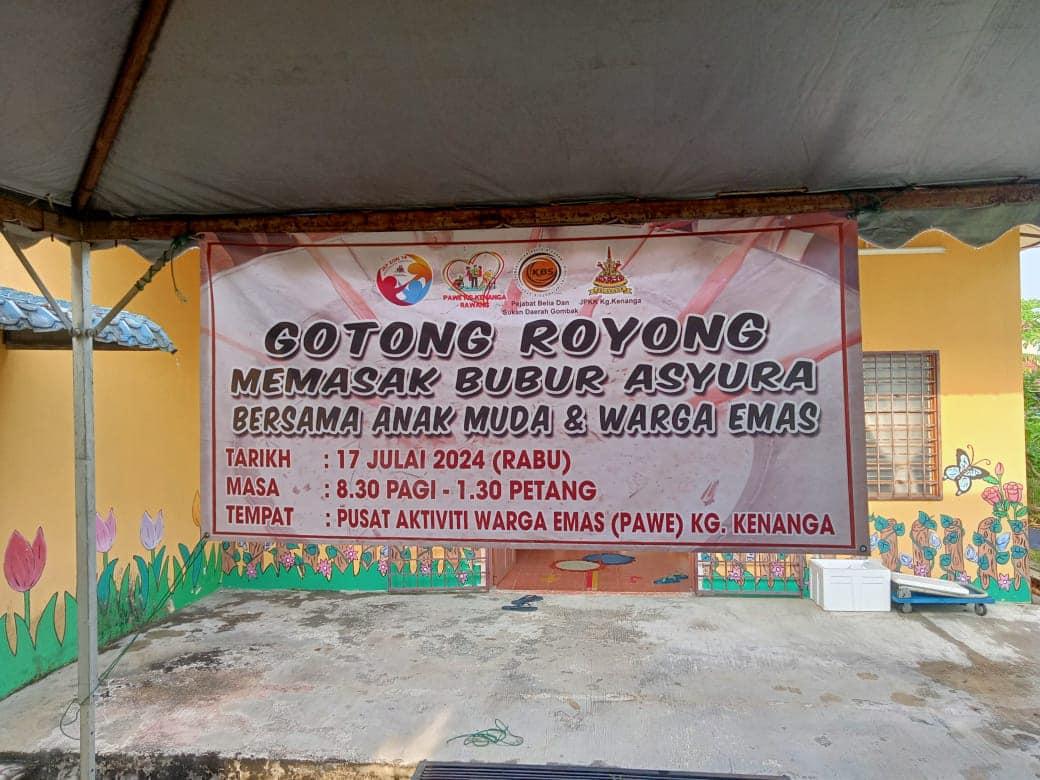 PAWE KG. KENANGA
RAWANG
KBS
Pejabat Belia Dan
Sukan Daerah Gombak
SELANGOR
JPKK Kg.Kenanga
GOTONG ROYONG
MEMASAK BUBUR ASYURA
BERSAMA ANAK MUDA & WARGA EMAS
TARIKH : 17 JULAI 2024 (RABU)
MASA : 8.30 PAGI - 1.30 PETANG
TEMPAT : PUSAT AKTIVITI WARGA EMAS (PAWE) KG. KENANGA